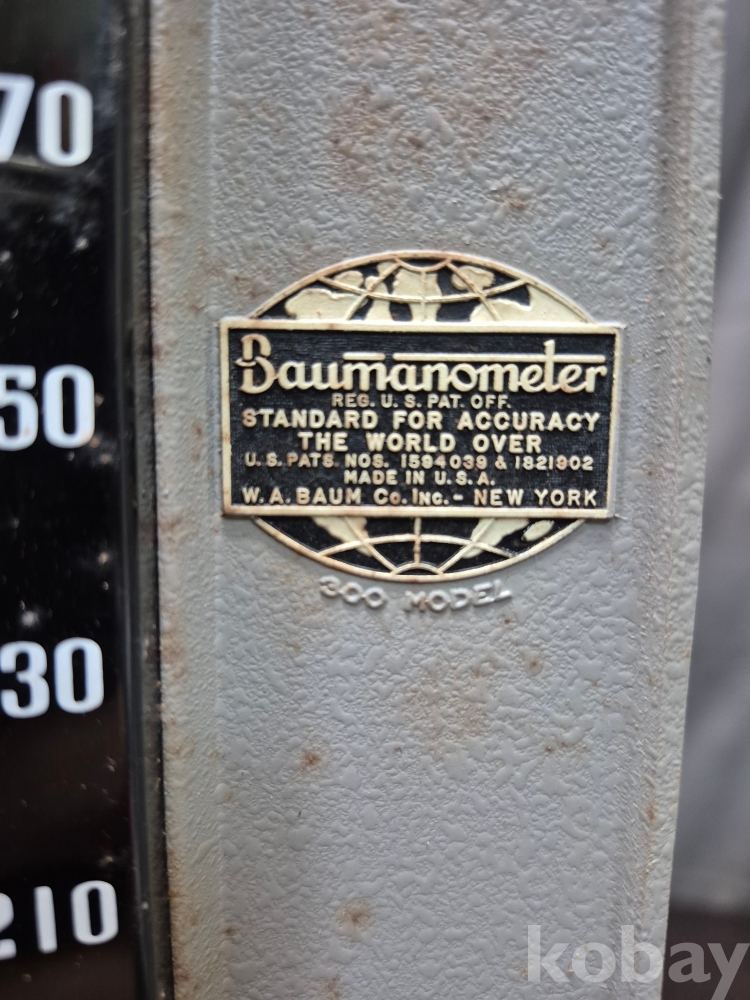 70
50
30
210
Baumanometer
REG. U. S. PAT. OFF.
STANDARD FOR ACCURACY
THE WORLD OVER
U. S. PATS. NOS. 1594039 & 1821902
MADE IN U. S. A.
W. A. BAUM Co. Inc. - NEW YORK
300 MODEL
kobay